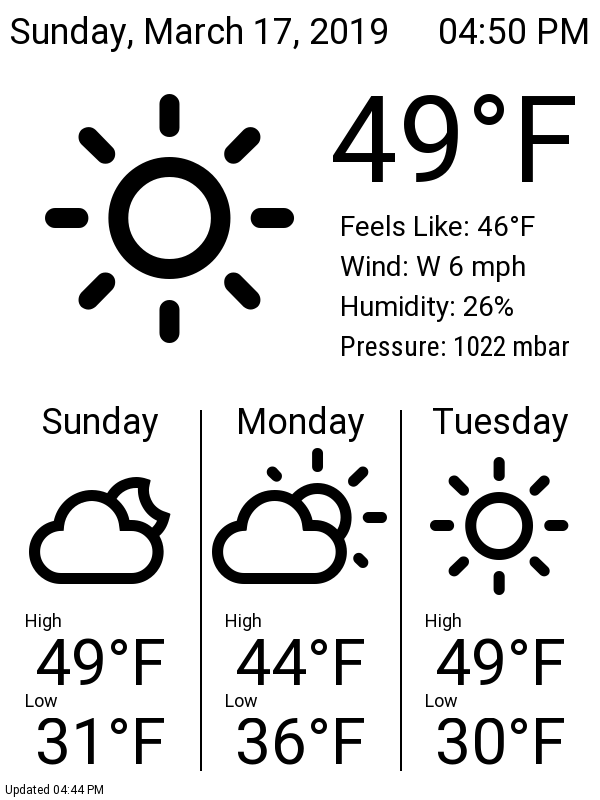 Sunday, March 17, 2019 04:50 PM
49°F
Feels Like: 46°F
Wind: W 6 mph
Humidity: 26%
Pressure: 1022 mbar
Sunday
High
49°F
Low
31°F
Monday
High
44°F
Low
36°F
Tuesday
High
49°F
Low
30°F
Updated 04:44 PM